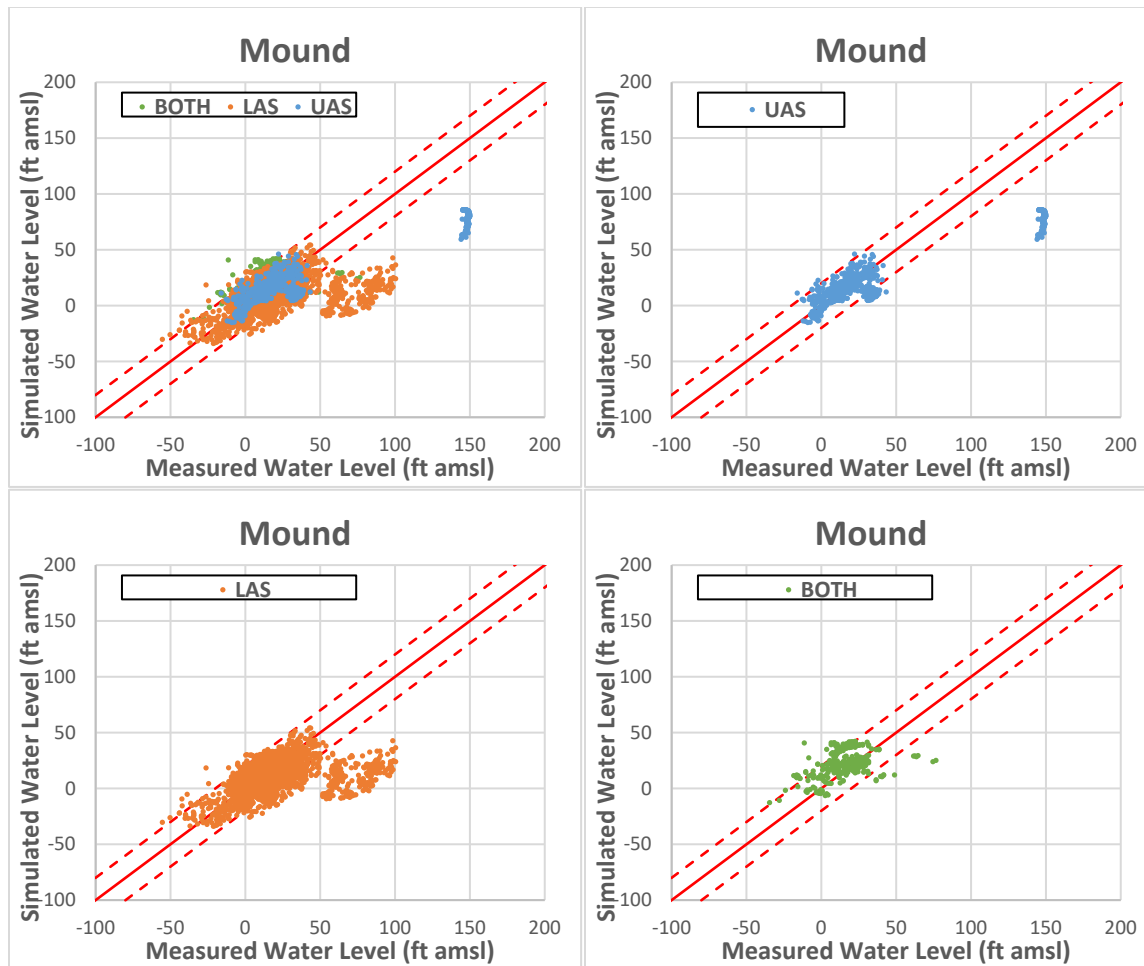 Mound
Simulated Water Level (ft amsl)
200
150
100
50
0
-50
-100
BOTH LAS UAS
-100 -50 0 50 100 150 200
Measured Water Level (ft amsl)
Mound
Simulated Water Level (ft amsl)
200
150
100
50
0
-50
-100
UAS
-100 -50 0 50 100 150 200
Measured Water Level (ft amsl)
Mound
Simulated Water Level (ft amsl)
200
150
100
50
0
-50
-100
LAS
-100 -50 0 50 100 150 200
Measured Water Level (ft amsl)
Mound
Simulated Water Level (ft amsl)
200
150
100
50
0
-50
-100
BOTH
-100 -50 0 50 100 150 200
Measured Water Level (ft amsl)